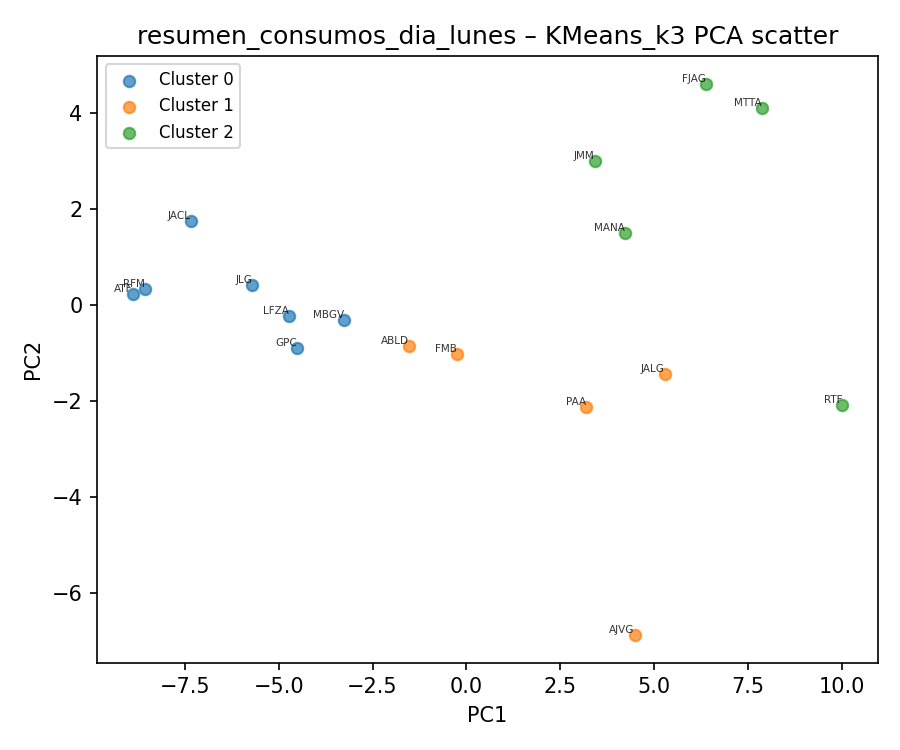 resumen_consumos_dia_lunes – KMeans_k3 PCA scatter
Cluster 0
Cluster 1
Cluster 2
FJAG
MTTA
JMM
MANA
JACL
RFM
ATF
JLG
LFZA
MBGV
GPC
ABLD
FMB
JALG
PAA
RTF
AJVG
4
2
0
−2
−4
−6
PC2
−7.5
−5.0
−2.5
0.0
2.5
5.0
7.5
10.0
PC1